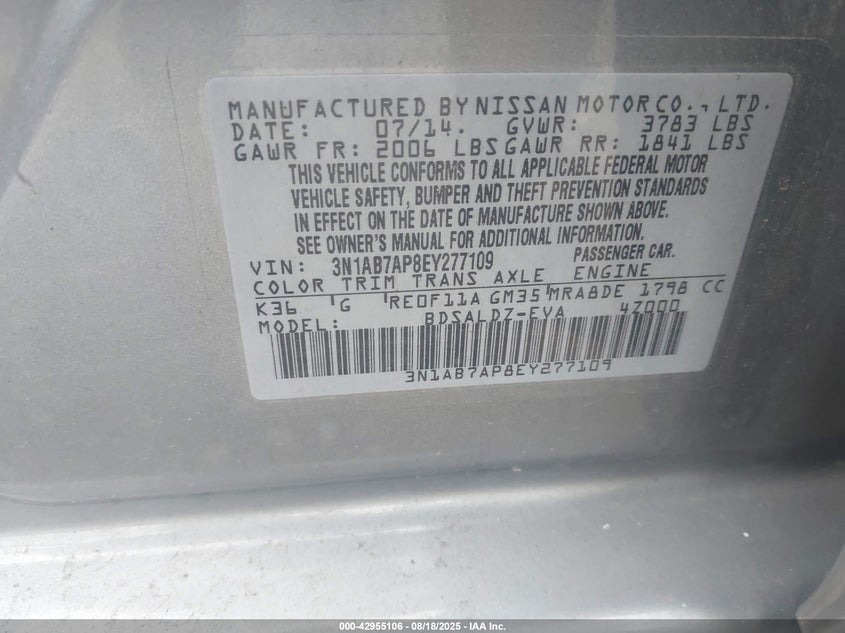 MANUFACTURED BY NISSAN MOTOR CO., LTD.
DATE: 07/14. GVWR: 3783 LBS
GAWR FR: 2006 LBS GAWR RR: 1841 LBS
THIS VEHICLE CONFORMS TO ALL APPLICABLE FEDERAL MOTOR
VEHICLE SAFETY, BUMPER AND THEFT PREVENTION STANDARDS
IN EFFECT ON THE DATE OF MANUFACTURE SHOWN ABOVE.
SEE OWNER'S MANUAL FOR ADDITIONAL INFORMATION.
VIN: 3N1AB7AP8EY277109 PASSENGER CAR.
COLOR TRIM TRANS AXLE ENGINE
K36 G RE0F11A GM35 MRA8DE 1798 CC
MODEL: BDSALDZ-EVA 4Z000
3N1AB7AP8EY277109
000-42955106 - 08/18/2025 - IAA Inc.